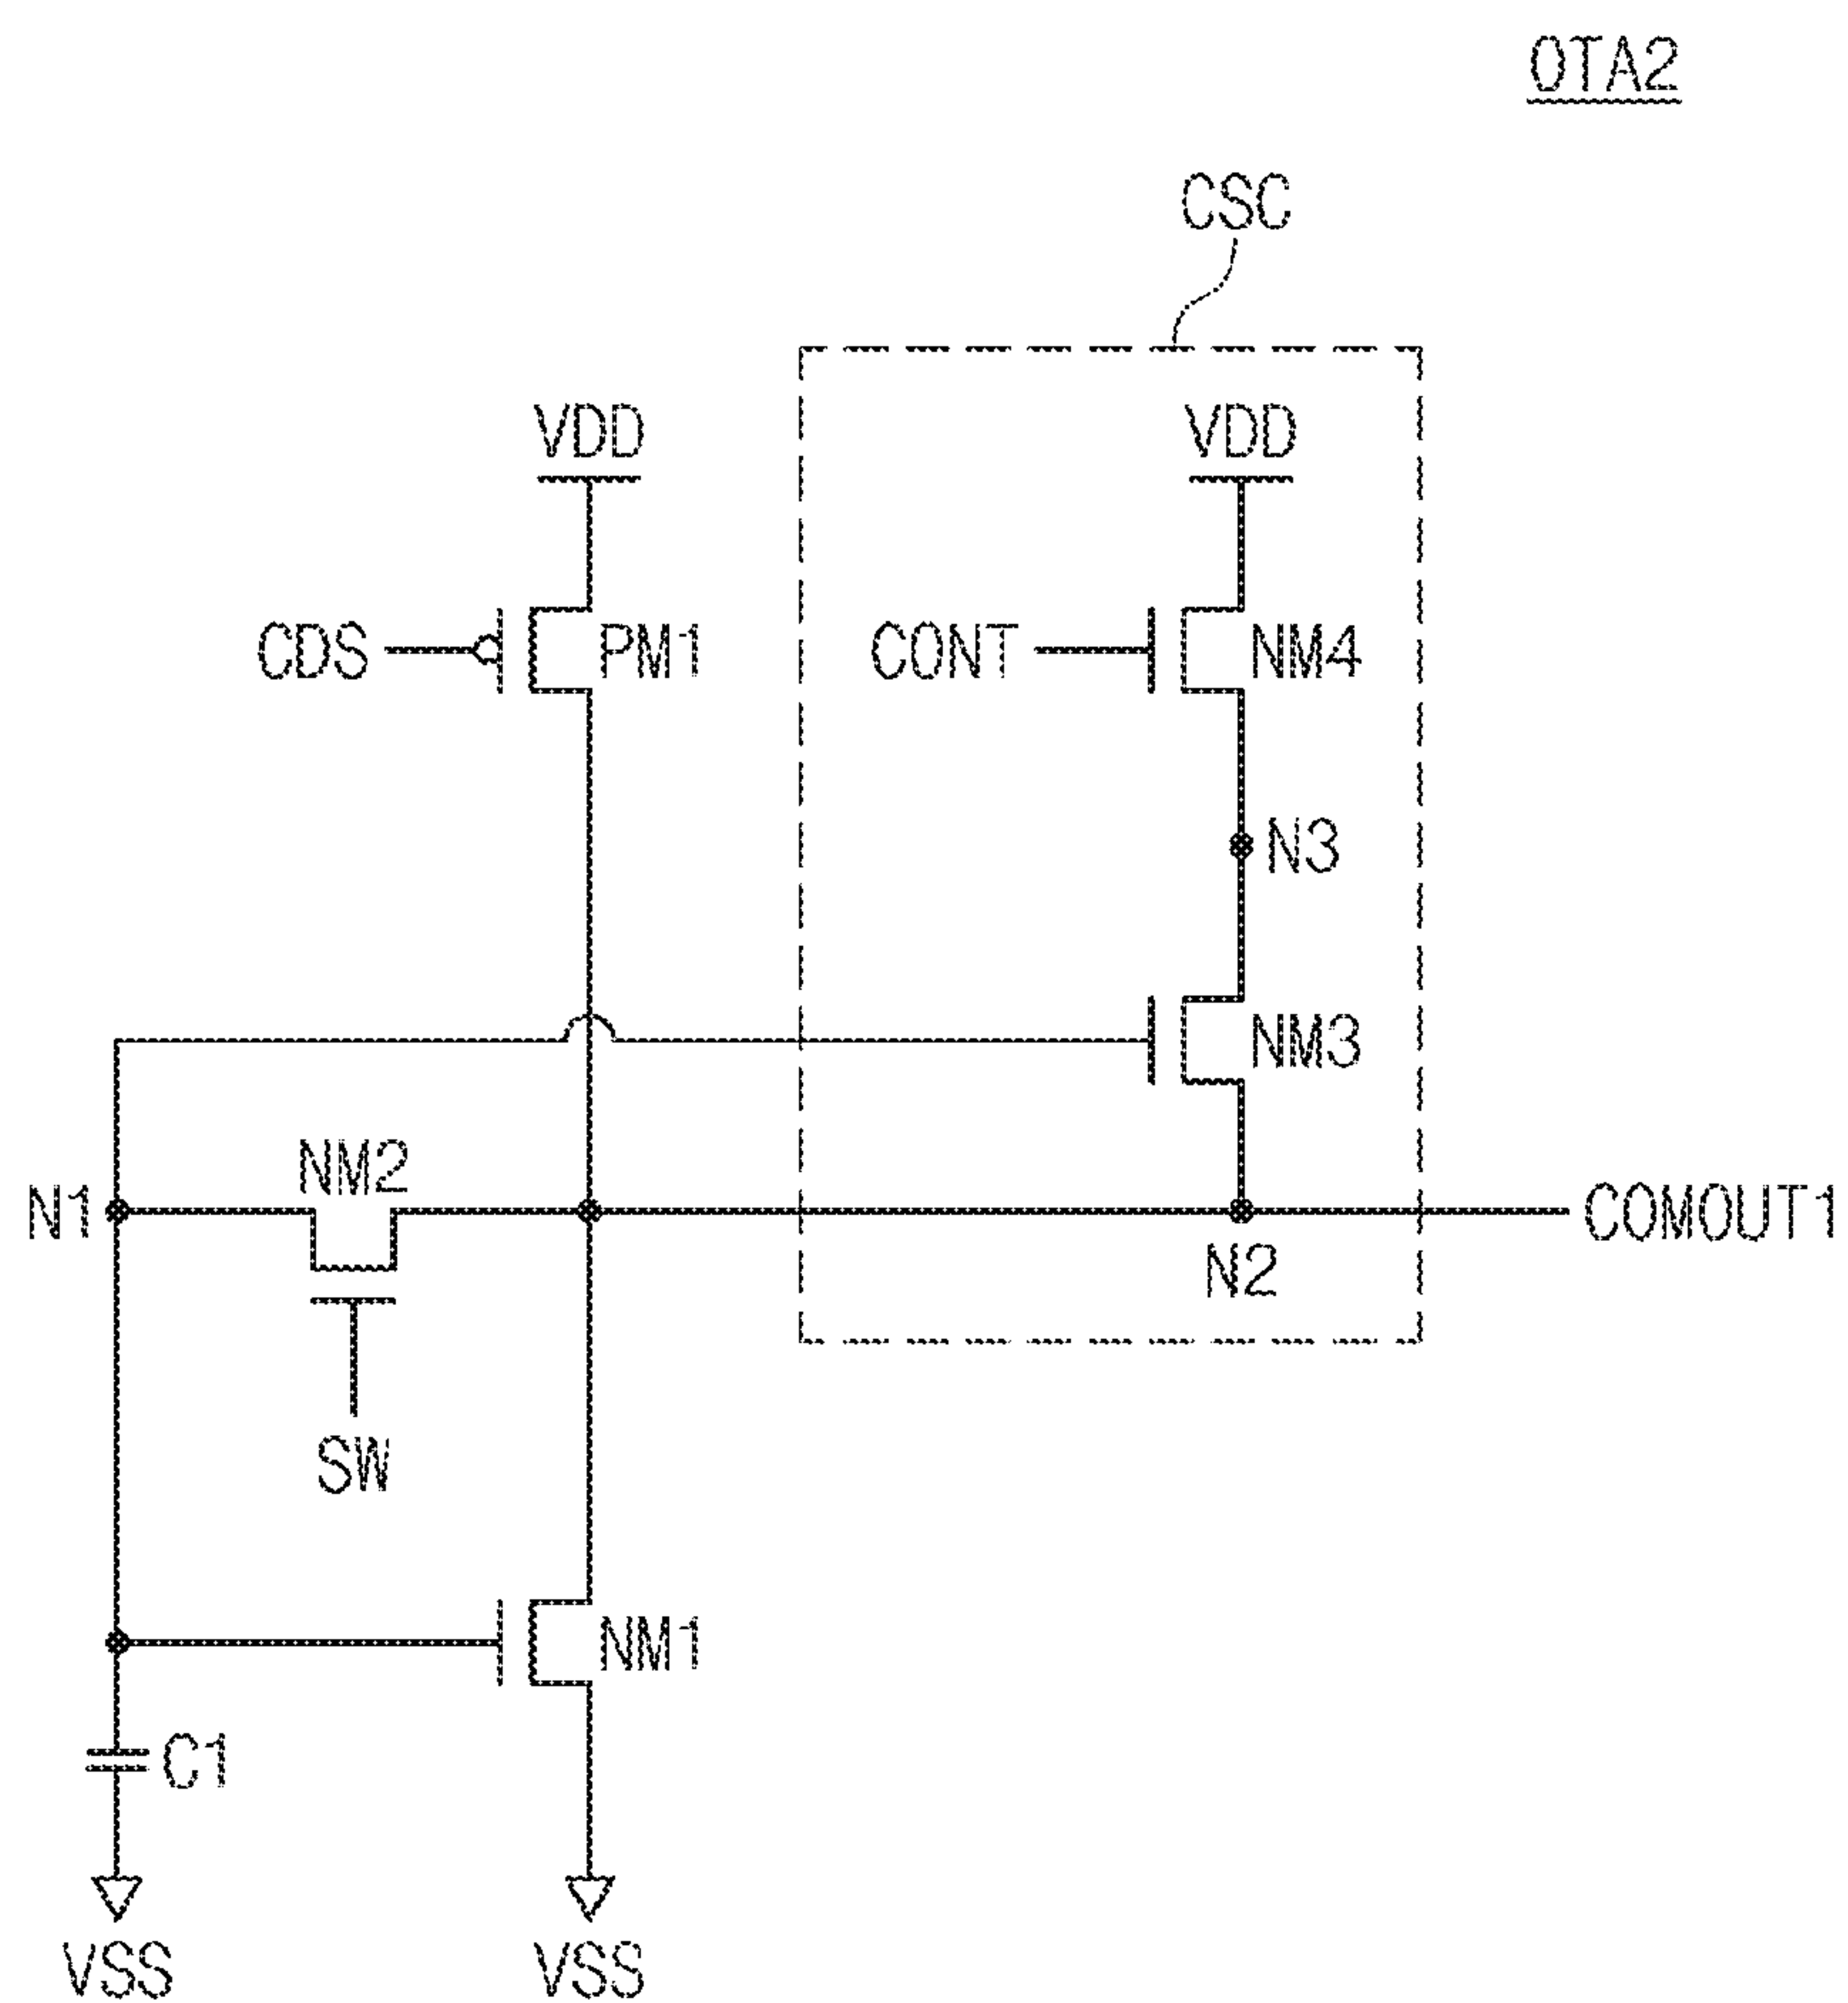 OTA2
CSC
VDD
VDD
CDS
PM1
CONT
NM4
N3
NM3
NM2
N1
COMOUT1
N2
SW
NM1
C1
VSS
VSS